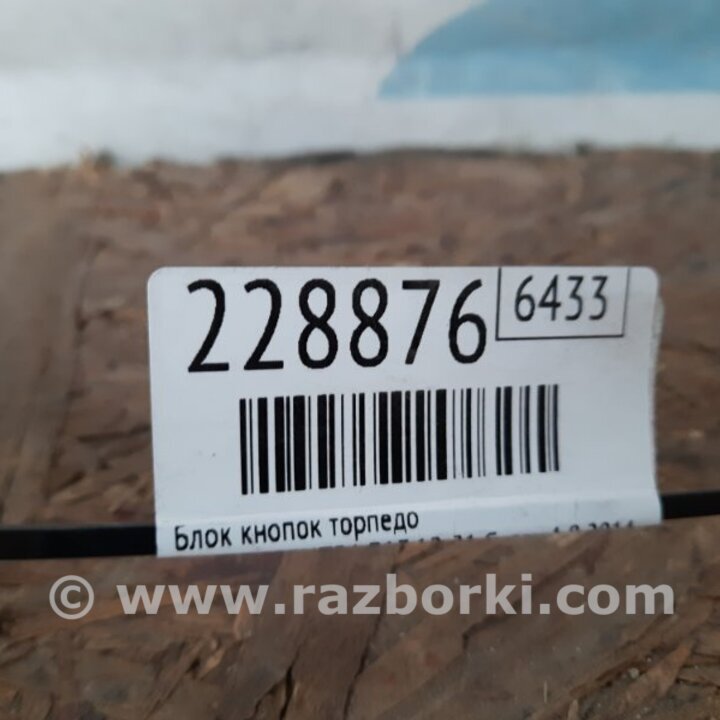 228876
6433
Блок кнопок торпедо
© www.razborki.com